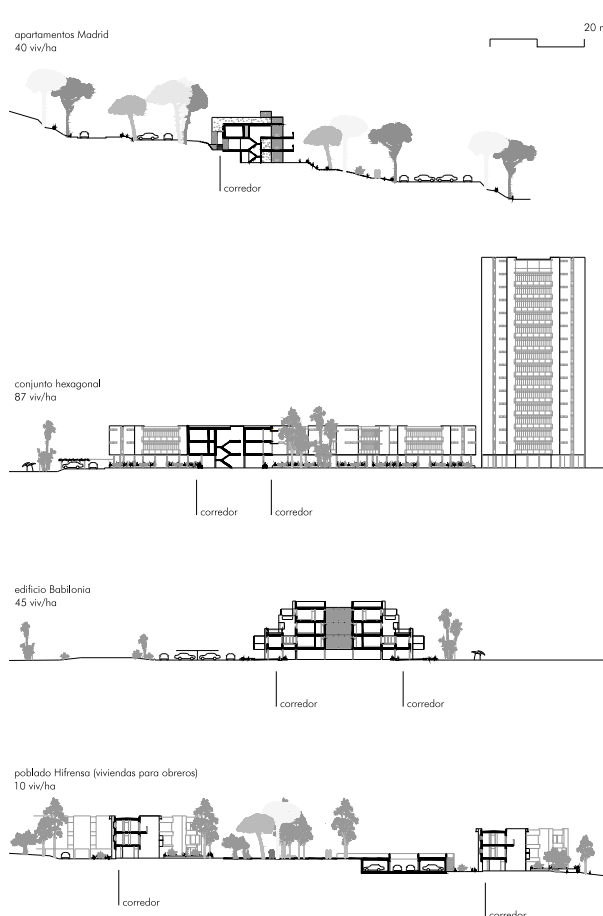 20 m
apartamentos Madrid
40 viv/ha
corredor
conjunto hexagonal
87 viv/ha
corredor
corredor
edificio Babilonia
45 viv/ha
corredor
corredor
poblado Hifrensa (viviendas para obreros)
10 viv/ha
corredor
corredor